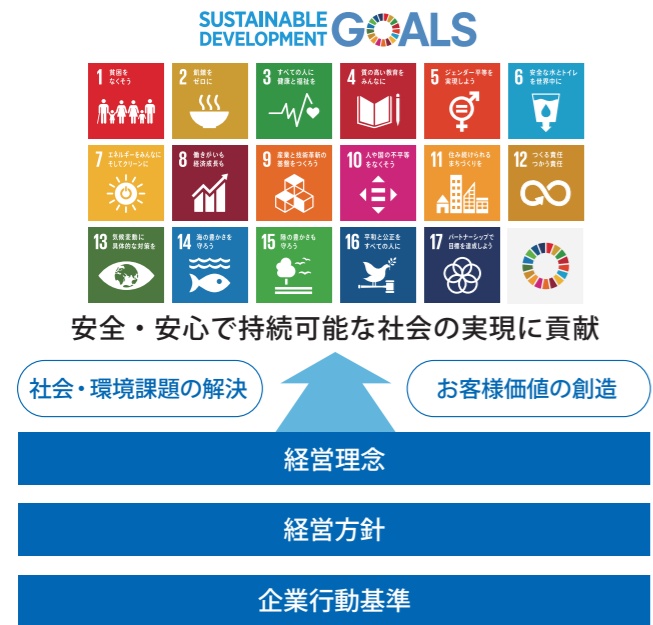 SUSTAINABLE
DEVELOPMENT
GOALS
1 貧困を
なくそう
2 飢餓を
ゼロに
3 すべての人に
健康と福祉を
4 質の高い教育を
みんなに
5 ジェンダー平等を
実現しよう
6 安全な水とトイレ
を世界中に
7 エネルギーをみんなに
そしてクリーンに
8 働きがいも
経済成長も
9 産業と技術革新の
基盤をつくろう
10 人や国の不平等
をなくそう
11 住み続けられる
まちづくりを
12 つくる責任
つかう責任
13 気候変動に
具体的な対策を
14 海の豊かさを
守ろう
15 陸の豊かさも
守ろう
16 平和と公正を
すべての人に
17 パートナーシップで
目標を達成しよう
安全・安心で持続可能な社会の実現に貢献
社会・環境課題の解決
お客様価値の創造
経営理念
経営方針
企業行動基準